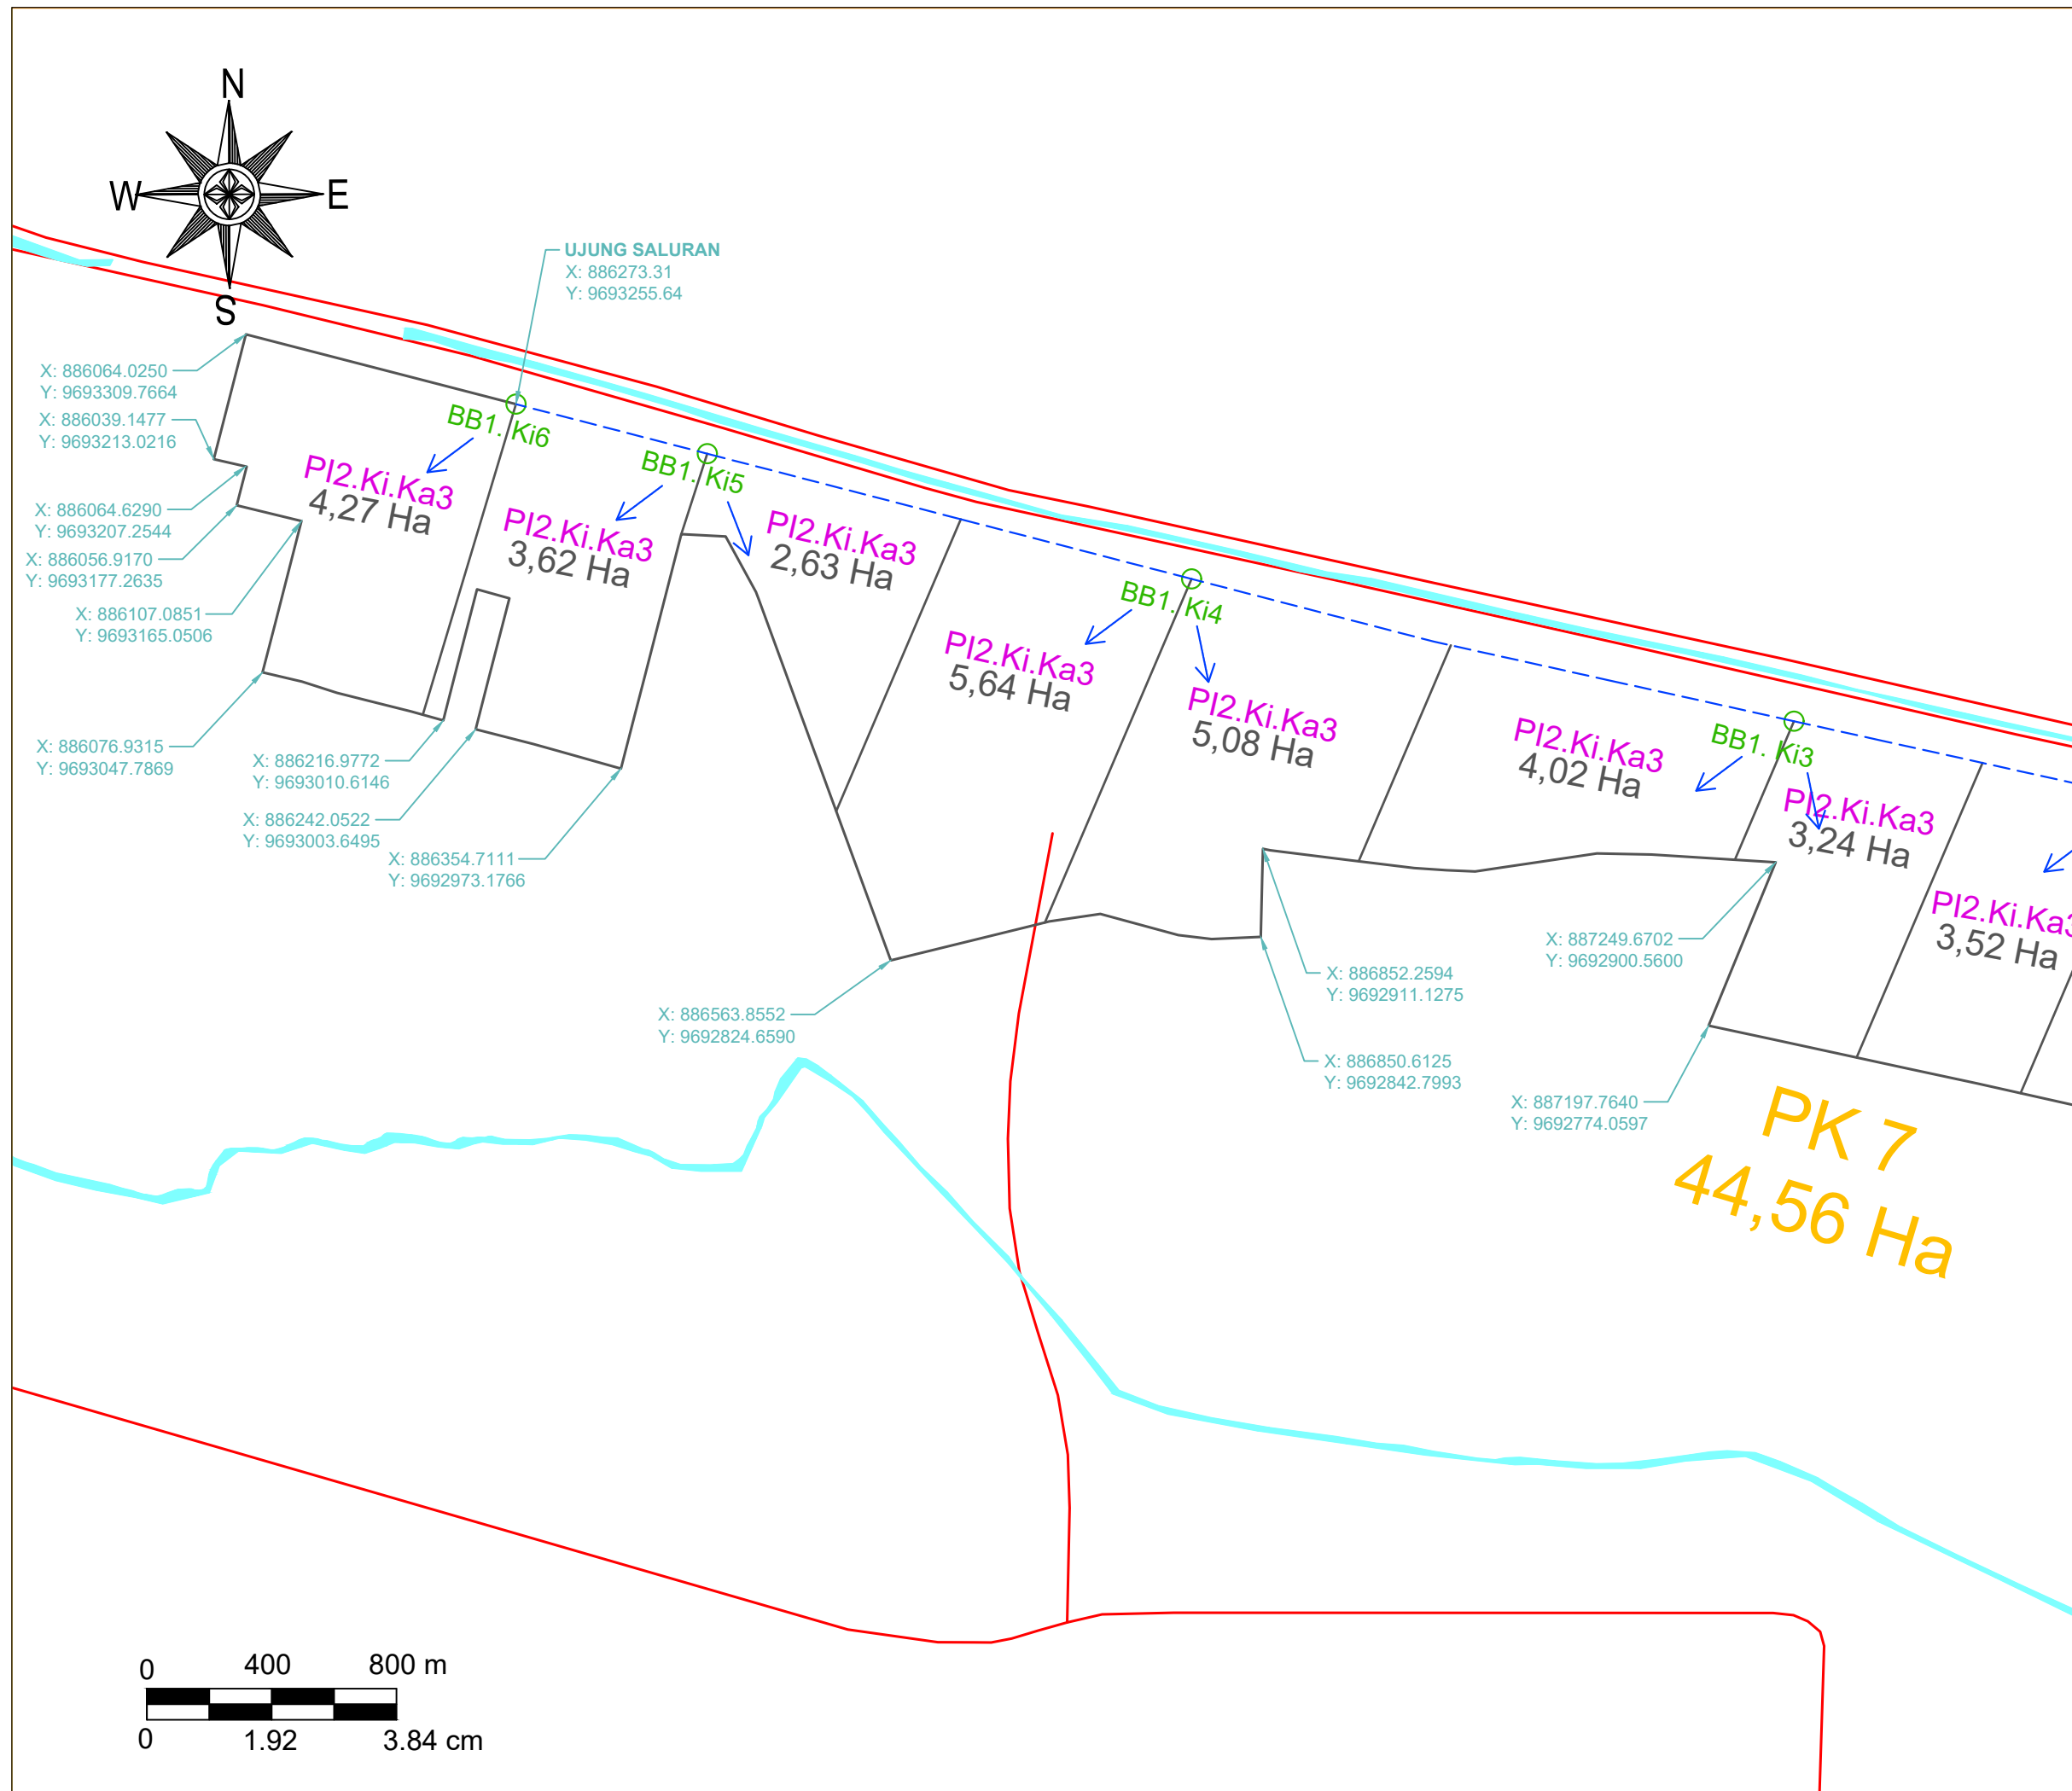 N
W
E
S
UJUNG SALURAN
X: 886273.31
Y: 9693255.64
X: 886064.0250
Y: 9693309.7664
X: 886039.1477
Y: 9693213.0216
X: 886064.6290
Y: 9693207.2544
X: 886056.9170
Y: 9693177.2635
X: 886107.0851
Y: 9693165.0506
X: 886076.9315
Y: 9693047.7869
X: 886216.9772
Y: 9693010.6146
X: 886242.0522
Y: 9693003.6495
X: 886354.7111
Y: 9692973.1766
BB1. Ki6
PI2.Ki.Ka3
4,27 Ha
BB1. Ki5
PI2.Ki.Ka3
3,62 Ha
PI2.Ki.Ka3
2,63 Ha
BB1. Ki4
PI2.Ki.Ka3
5,64 Ha
PI2.Ki.Ka3
5,08 Ha
PI2.Ki.Ka3
4,02 Ha
BB1. Ki3
PI2.Ki.Ka3
3,24 Ha
PI2.Ki.Ka3
3,52 Ha
X: 886563.8552
Y: 9692824.6590
X: 886852.2594
Y: 9692911.1275
X: 886850.6125
Y: 9692842.7993
X: 887249.6702
Y: 9692900.5600
X: 887197.7640
Y: 9692774.0597
PK 7
44,56 Ha
0 400 800 m
0 1.92 3.84 cm